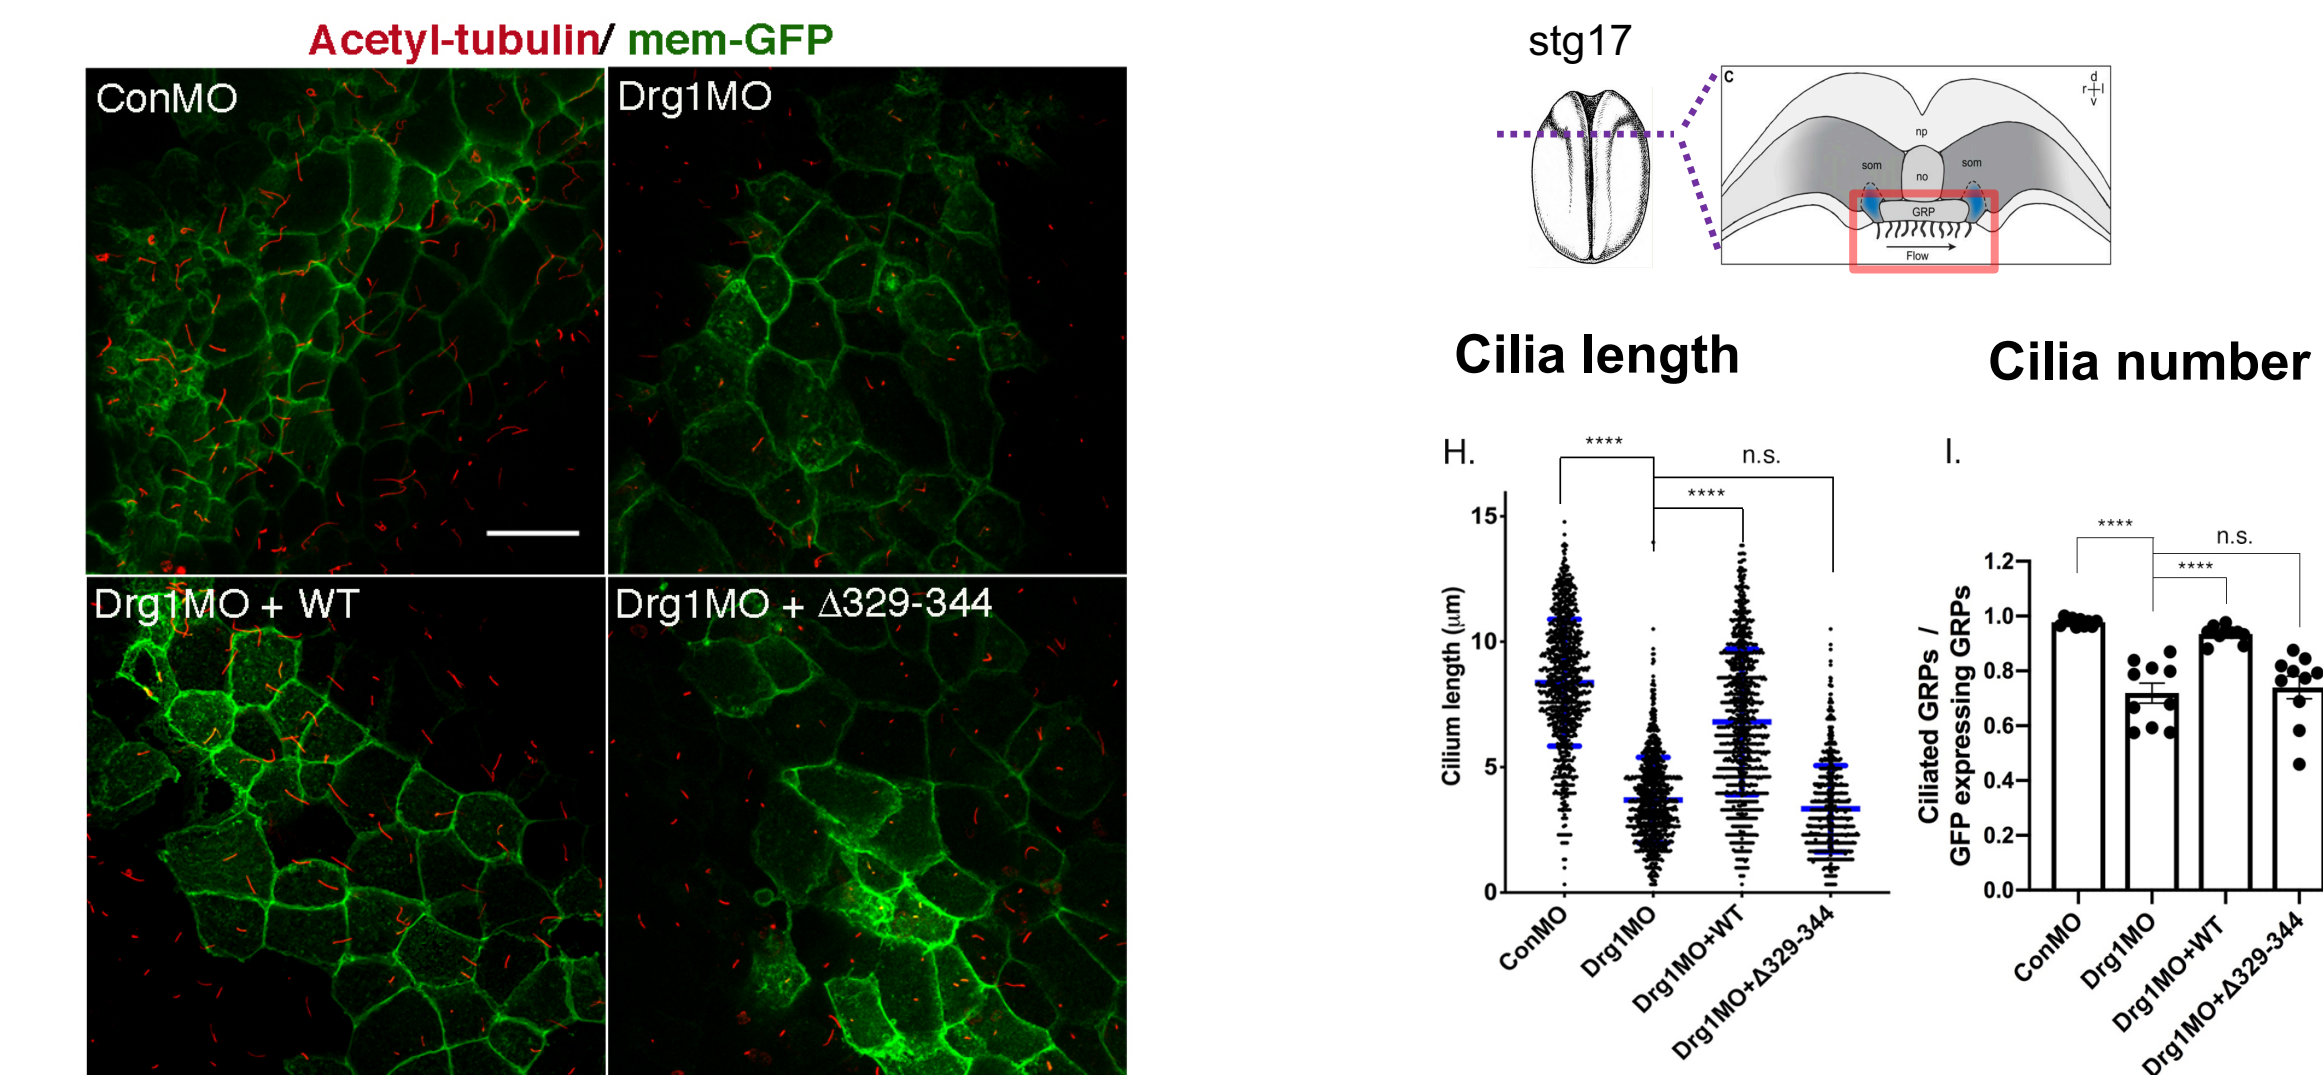 Acetyl-tubulin/ mem-GFP
ConMO
Drg1MO
Drg1MO + WT
Drg1MO + Δ329-344
stg17
C
d
r l
v
np
som
som
no
GRP
Flow
Cilia length
Cilia number
H.
****
n.s.
****
Cilium length (μm)
15
10
5
0
ConMO
Drg1MO
Drg1MO+WT
Drg1MO+Δ329-344
I.
****
n.s.
****
Ciliated GRPs /
GFP expressing GRPs
1.2
1.0
0.8
0.6
0.4
0.2
0.0
ConMO
Drg1MO
Drg1MO+WT
Drg1MO+Δ329-344